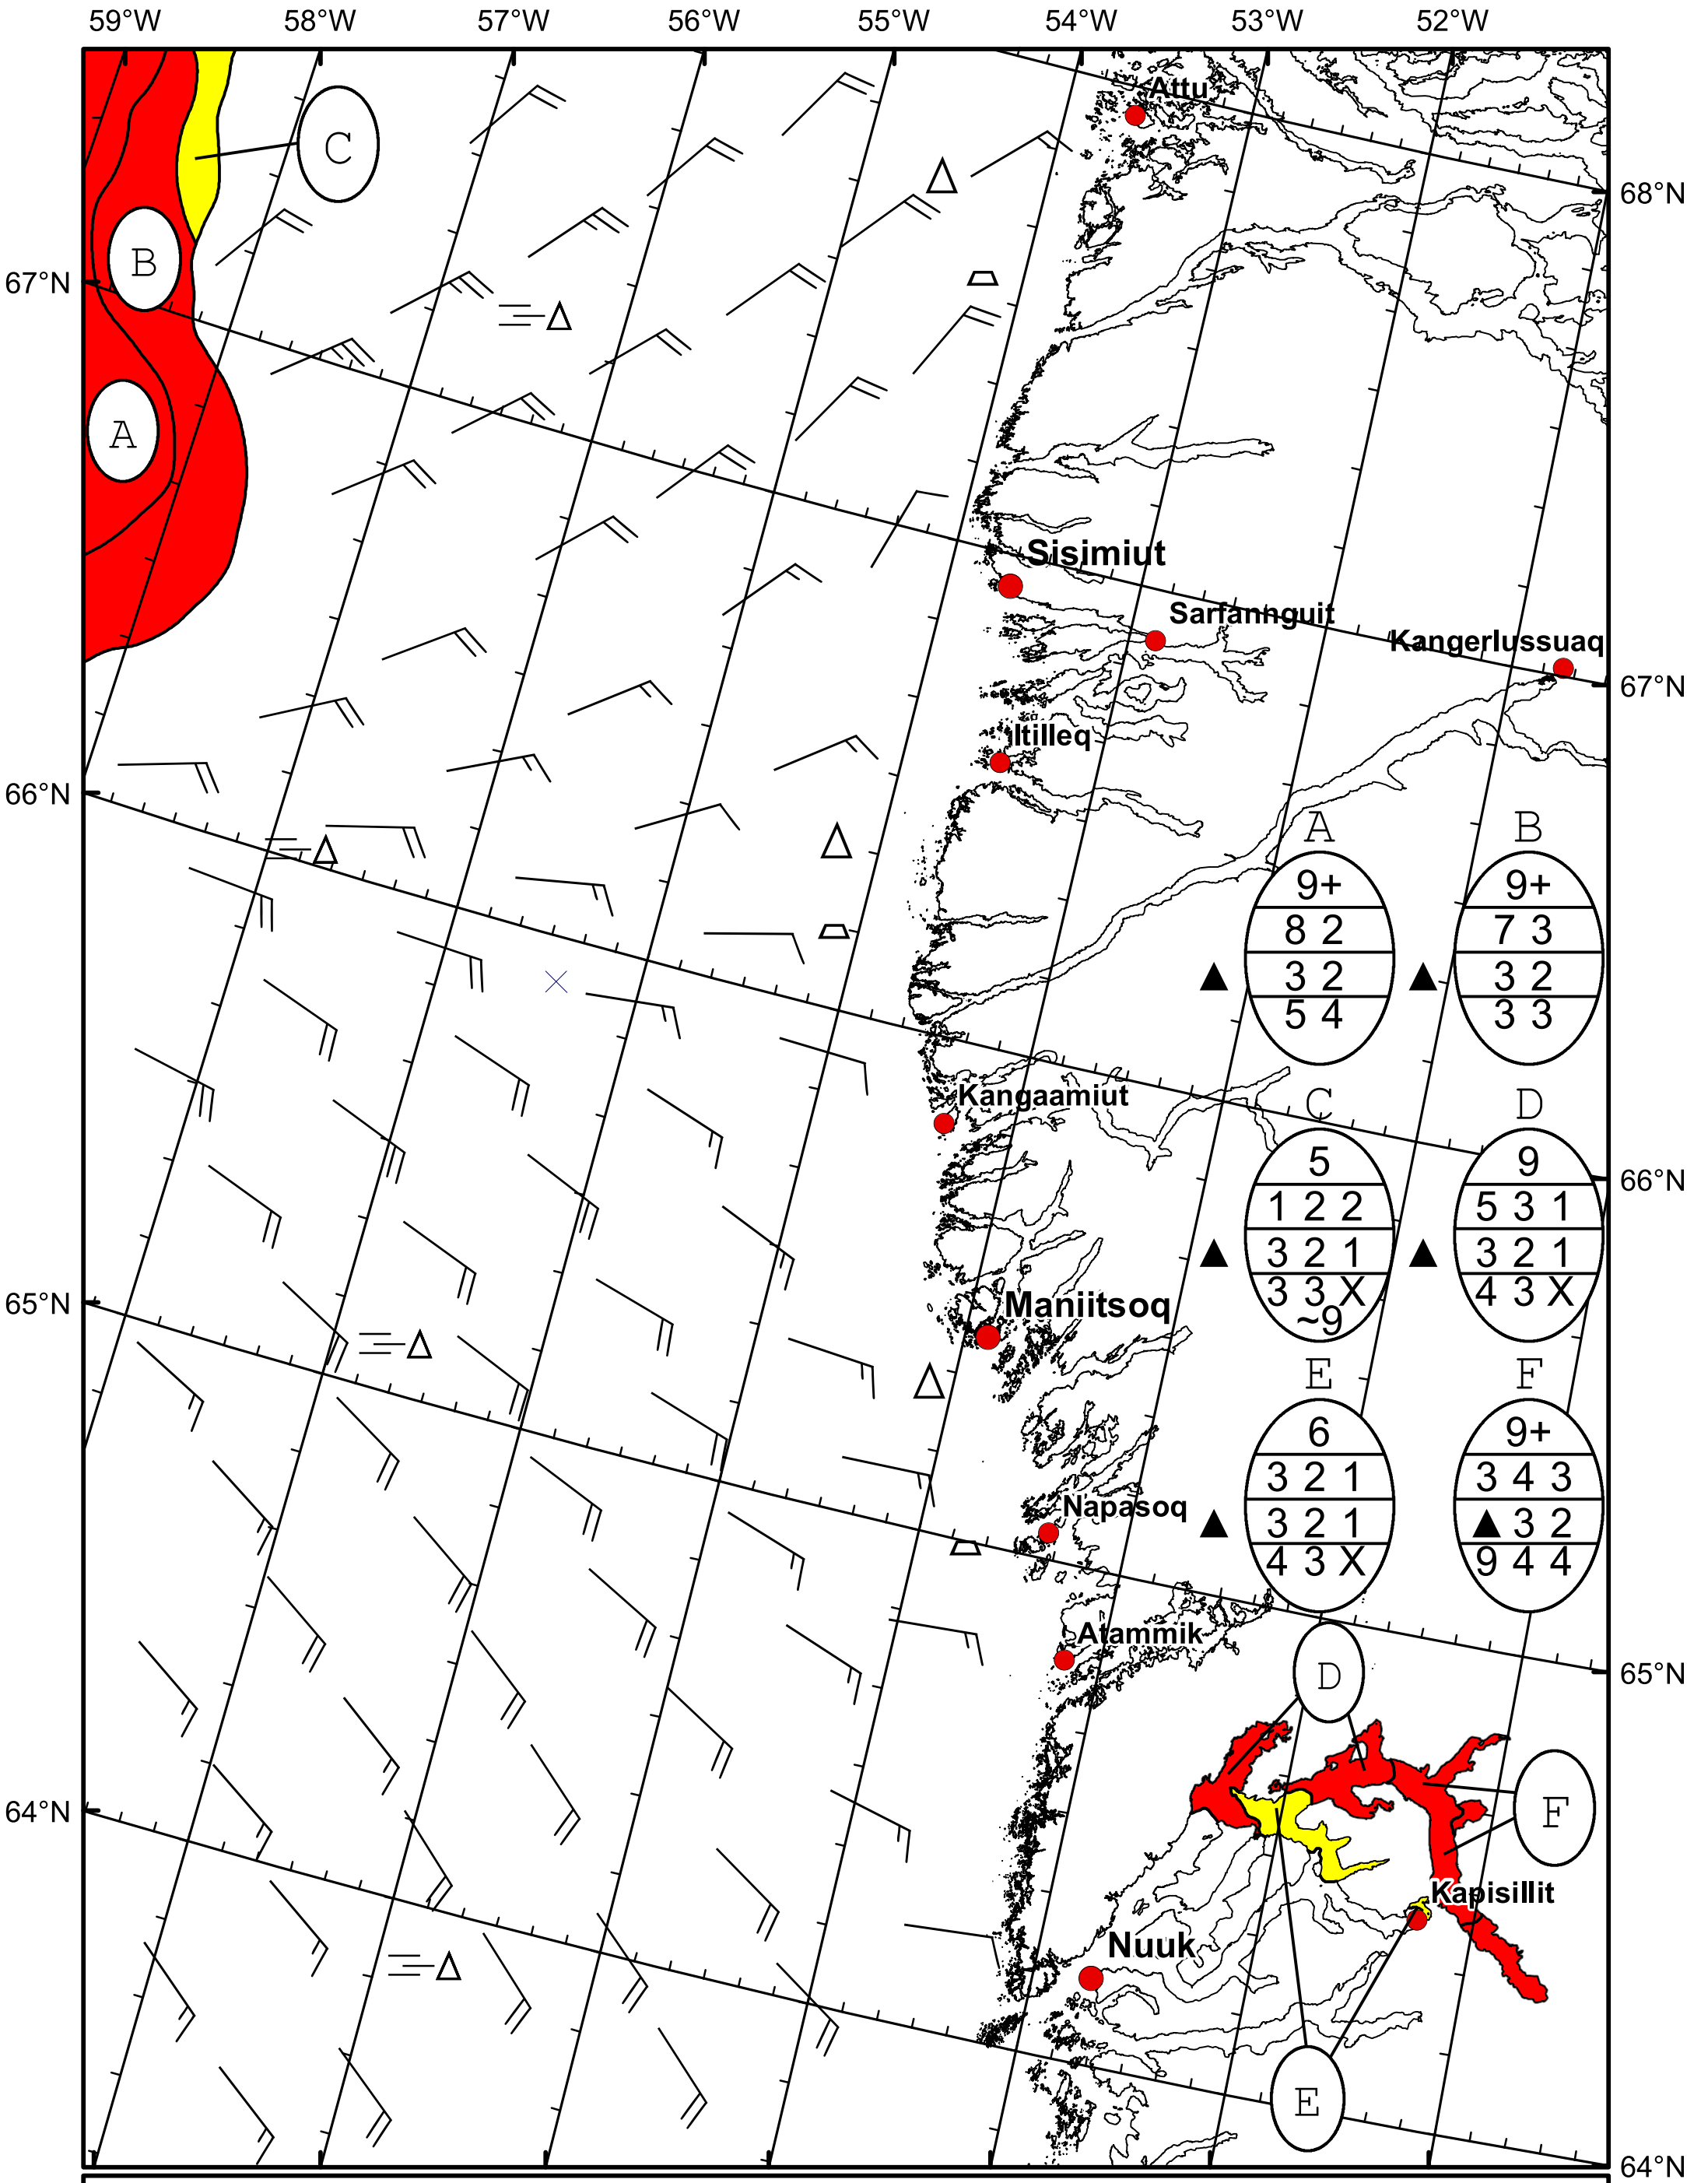 59°W 58°W 57°W 56°W 55°W 54°W 53°W 52°W
Attu
C
68°N
B
67°N
A
Sisimiut
Sarfannguit
Kangerlussuaq
67°N
Itilleq
66°N
A B
9+ 9+
8 2 7 3
3 2 3 2
5 4 3 3
Kangaamiut
C D
5 9
66°N
1 2 2 5 3 1
3 2 1 3 2 1
3 3 X 4 3 X
~9
65°N
Maniitsoq
E F
6 9+
3 2 1 3 4 3
Napasoq
3 2 1 ▲ 3 2
4 3 X 9 4 4
Atammik
65°N
D
64°N
F
Kapisillit
Nuuk
E
64°N